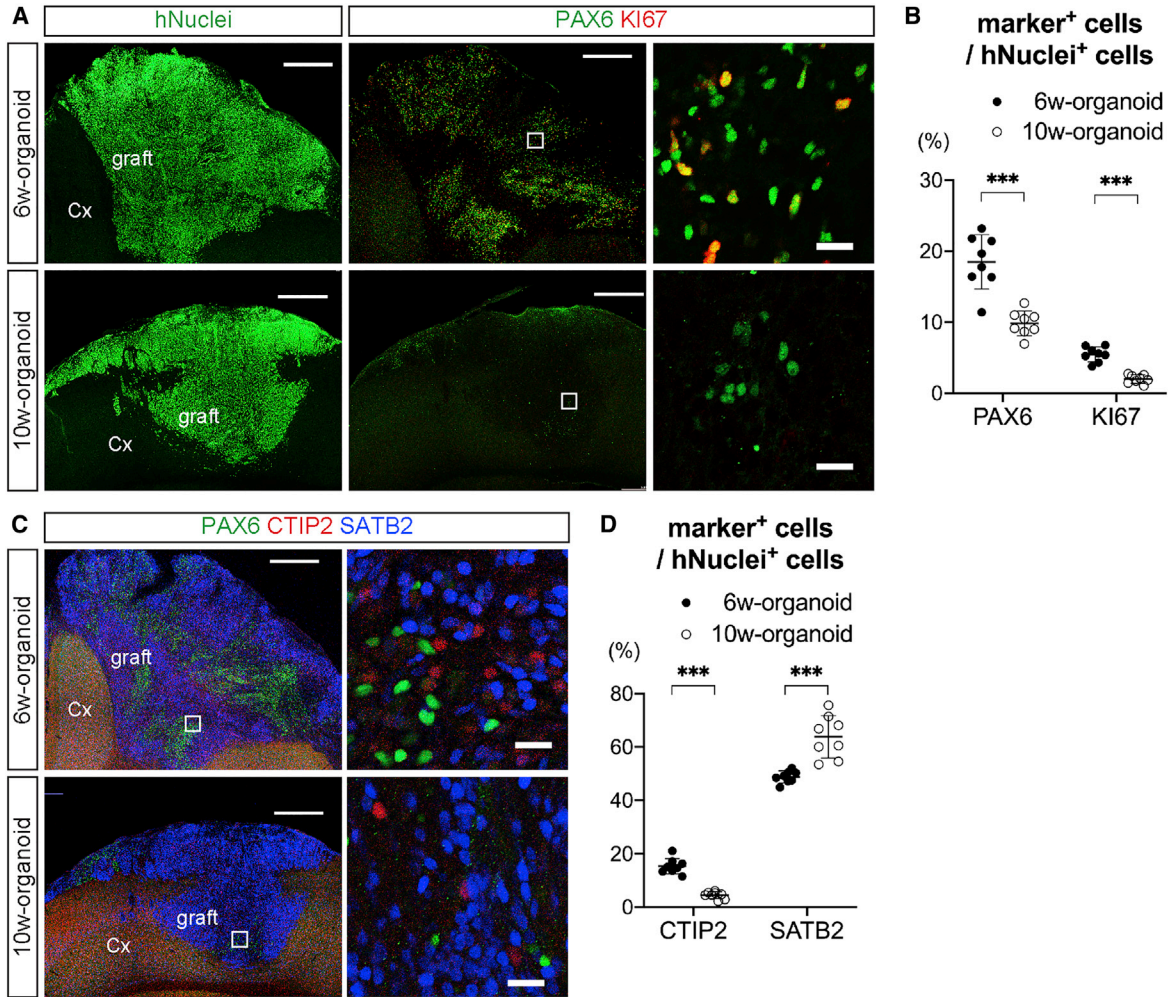 A
hNuclei
PAX6 KI67
6w-organoid
graft
Cx
10w-organoid
graft
Cx
B
marker+ cells
/ hNuclei+ cells
6w-organoid
10w-organoid
(%)
***
***
30
20
10
0
PAX6
KI67
C
PAX6 CTIP2 SATB2
6w-organoid
graft
Cx
10w-organoid
graft
Cx
D
marker+ cells
/ hNuclei+ cells
6w-organoid
10w-organoid
(%)
***
***
80
60
40
20
0
CTIP2
SATB2